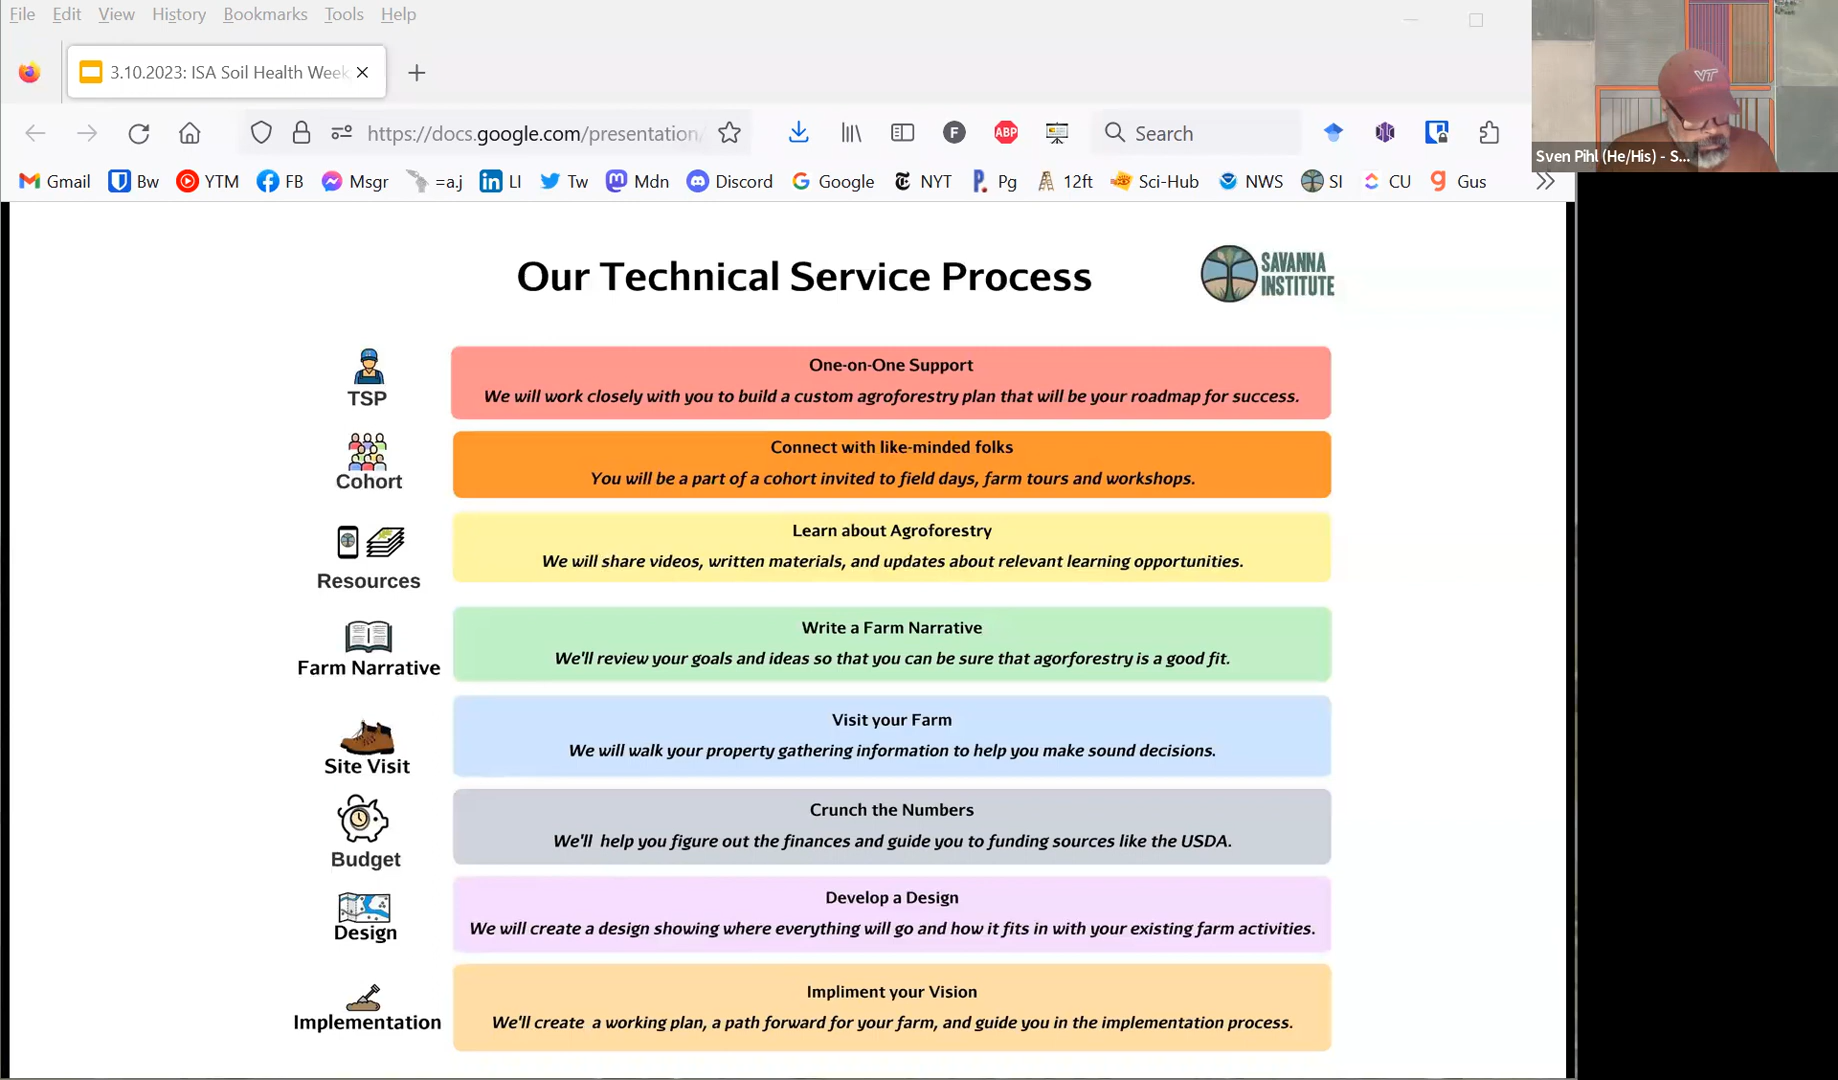 File Edit View History Bookmarks Tools Help
3.10.2023: ISA Soil Health Week
https://docs.google.com/presentation/
F
ABP
Search
VT
Sven Pihl (He/His) - S...
Gmail Bw YTM FB Msgr =a.j LI Tw Mdn Discord Google NYT Pg 12ft Sci-Hub NWS SI CU Gus
Our Technical Service Process
SAVANNA
INSTITUTE
TSP
One-on-One Support
We will work closely with you to build a custom agroforestry plan that will be your roadmap for success.
Cohort
Connect with like-minded folks
You will be a part of a cohort invited to field days, farm tours and workshops.
Resources
Learn about Agroforestry
We will share videos, written materials, and updates about relevant learning opportunities.
Farm Narrative
Write a Farm Narrative
We'll review your goals and ideas so that you can be sure that agorforestry is a good fit.
Site Visit
Visit your Farm
We will walk your property gathering information to help you make sound decisions.
Budget
Crunch the Numbers
We'll help you figure out the finances and guide you to funding sources like the USDA.
Design
Develop a Design
We will create a design showing where everything will go and how it fits in with your existing farm activities.
Implementation
Impliment your Vision
We'll create a working plan, a path forward for your farm, and guide you in the implementation process.